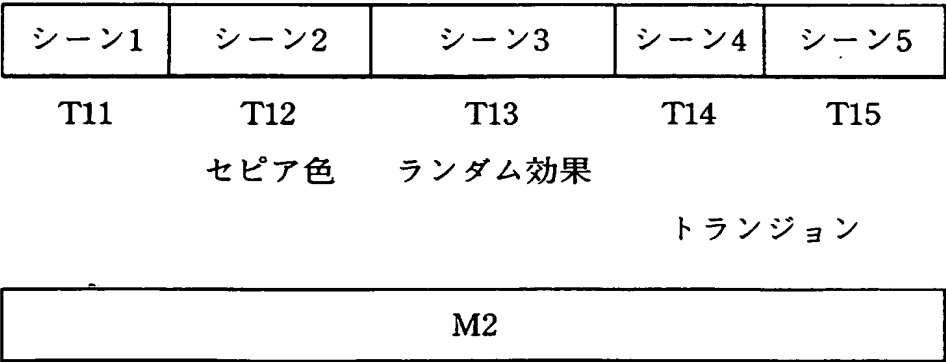 シーン1 シーン2 シーン3 シーン4 シーン5
T11 T12 T13 T14 T15
セピア色 ランダム効果
トランジョン
M2